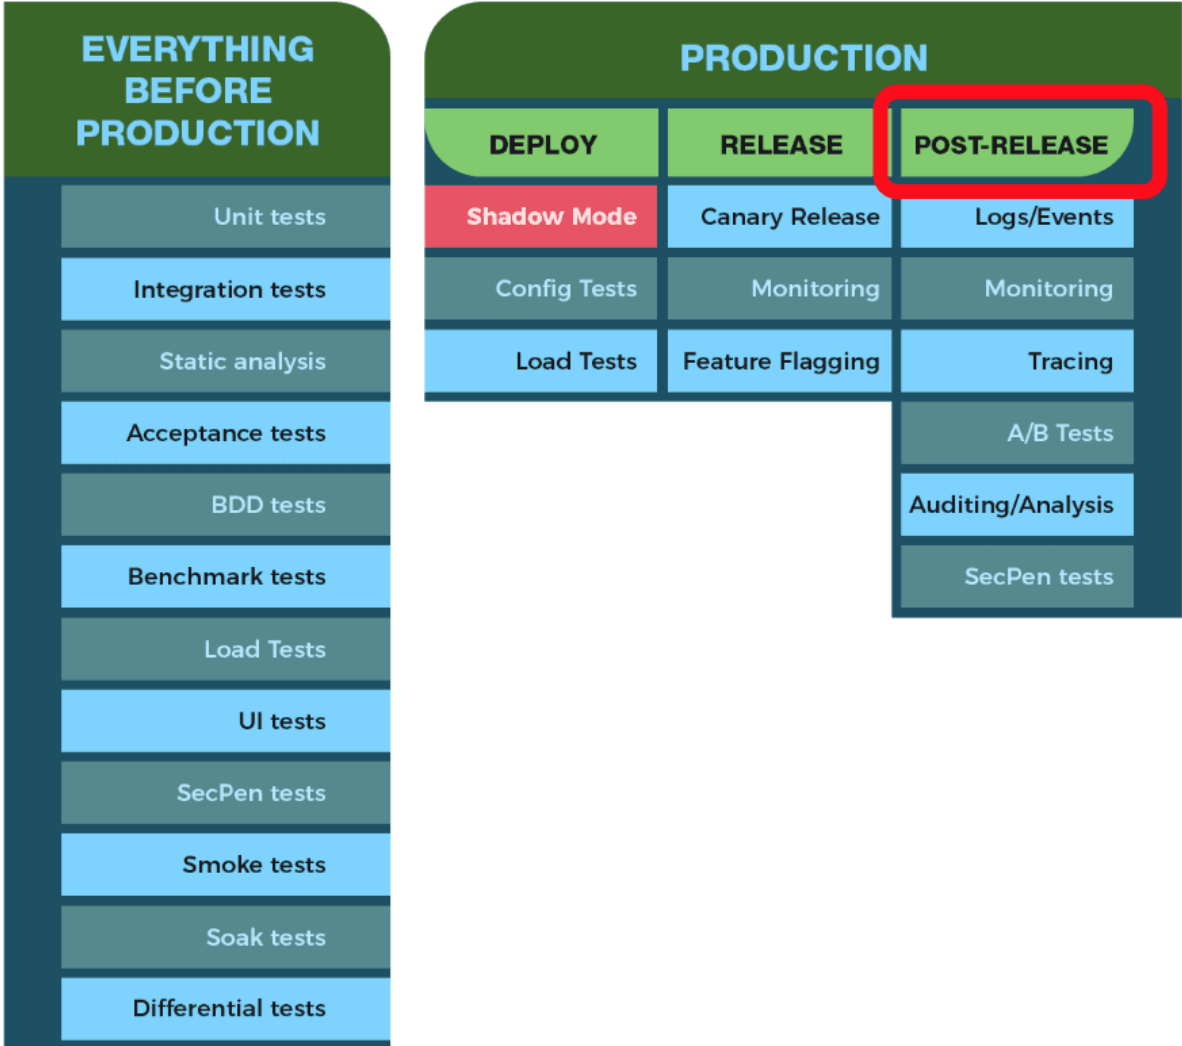 EVERYTHING
BEFORE
PRODUCTION
Unit tests
Integration tests
Static analysis
Acceptance tests
BDD tests
Benchmark tests
Load Tests
UI tests
SecPen tests
Smoke tests
Soak tests
Differential tests
PRODUCTION
DEPLOY
Shadow Mode
Config Tests
Load Tests
RELEASE
Canary Release
Monitoring
Feature Flagging
POST-RELEASE
Logs/Events
Monitoring
Tracing
A/B Tests
Auditing/Analysis
SecPen tests